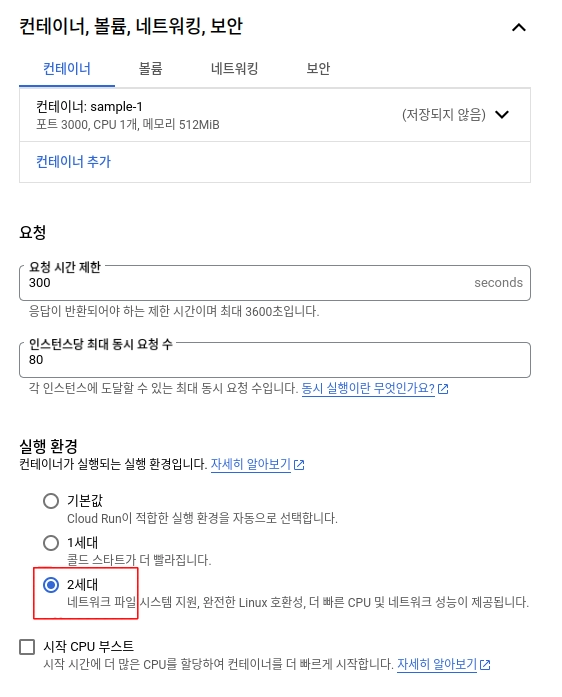 컨테이너, 볼륨, 네트워킹, 보안
컨테이너 볼륨 네트워킹 보안
컨테이너: sample-1
(저장되지 않음)
포트 3000, CPU 1개, 메모리 512MiB
컨테이너 추가
요청
요청 시간 제한
300 seconds
응답이 반환되어야 하는 제한 시간이며 최대 3600초입니다.
인스턴스당 최대 동시 요청 수
80
각 인스턴스에 도달할 수 있는 최대 동시 요청 수입니다. 동시 실행이란 무엇인가요?
실행 환경
컨테이너가 실행되는 실행 환경입니다. 자세히 알아보기
기본값
Cloud Run이 적합한 실행 환경을 자동으로 선택합니다.
1세대
콜드 스타트가 더 빨라집니다.
2세대
네트워크 파일 시스템 지원, 완전한 Linux 호환성, 더 빠른 CPU 및 네트워크 성능이 제공됩니다.
시작 CPU 부스트
시작 시간에 더 많은 CPU를 할당하여 컨테이너를 더 빠르게 시작합니다. 자세히 알아보기